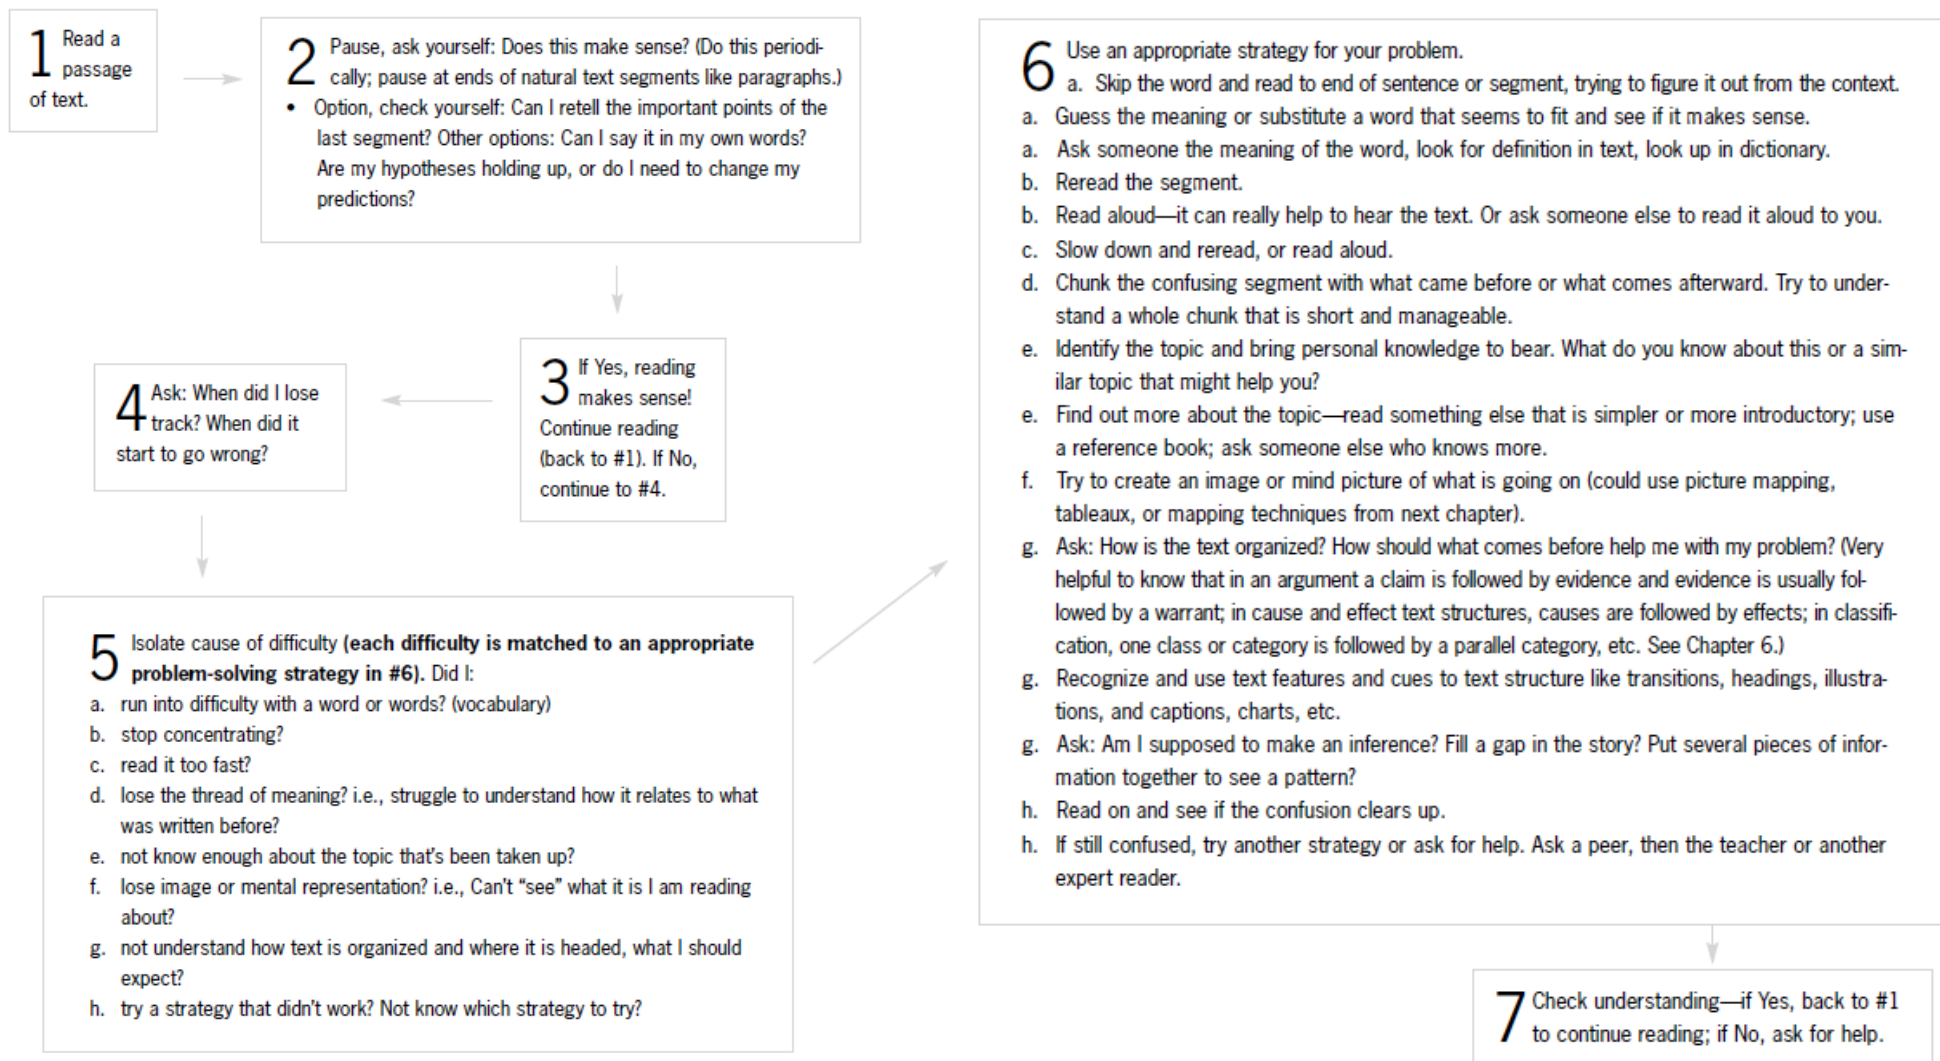 1 Read a
passage
of text.
2 Pause, ask yourself: Does this make sense? (Do this periodi-
cally; pause at ends of natural text segments like paragraphs.)
• Option, check yourself: Can I retell the important points of the
last segment? Other options: Can I say it in my own words?
Are my hypotheses holding up, or do I need to change my
predictions?
3 If Yes, reading
makes sense!
Continue reading
(back to #1). If No,
continue to #4.
4 Ask: When did I lose
track? When did it
start to go wrong?
5 Isolate cause of difficulty (each difficulty is matched to an appropriate
problem-solving strategy in #6). Did I:
a. run into difficulty with a word or words? (vocabulary)
b. stop concentrating?
c. read it too fast?
d. lose the thread of meaning? i.e., struggle to understand how it relates to what
was written before?
e. not know enough about the topic that's been taken up?
f. lose image or mental representation? i.e., Can't “see” what it is I am reading
about?
g. not understand how text is organized and where it is headed, what I should
expect?
h. try a strategy that didn't work? Not know which strategy to try?
6 Use an appropriate strategy for your problem.
a. Skip the word and read to end of sentence or segment, trying to figure it out from the context.
a. Guess the meaning or substitute a word that seems to fit and see if it makes sense.
a. Ask someone the meaning of the word, look for definition in text, look up in dictionary.
b. Reread the segment.
b. Read aloud—it can really help to hear the text. Or ask someone else to read it aloud to you.
c. Slow down and reread, or read aloud.
d. Chunk the confusing segment with what came before or what comes afterward. Try to under-
stand a whole chunk that is short and manageable.
e. Identify the topic and bring personal knowledge to bear. What do you know about this or a sim-
ilar topic that might help you?
e. Find out more about the topic—read something else that is simpler or more introductory; use
a reference book; ask someone else who knows more.
f. Try to create an image or mind picture of what is going on (could use picture mapping,
tableaux, or mapping techniques from next chapter).
g. Ask: How is the text organized? How should what comes before help me with my problem? (Very
helpful to know that in an argument a claim is followed by evidence and evidence is usually fol-
lowed by a warrant; in cause and effect text structures, causes are followed by effects; in classifi-
cation, one class or category is followed by a parallel category, etc. See Chapter 6.)
g. Recognize and use text features and cues to text structure like transitions, headings, illustra-
tions, and captions, charts, etc.
g. Ask: Am I supposed to make an inference? Fill a gap in the story? Put several pieces of infor-
mation together to see a pattern?
h. Read on and see if the confusion clears up.
h. If still confused, try another strategy or ask for help. Ask a peer, then the teacher or another
expert reader.
7 Check understanding—if Yes, back to #1
to continue reading; if No, ask for help.